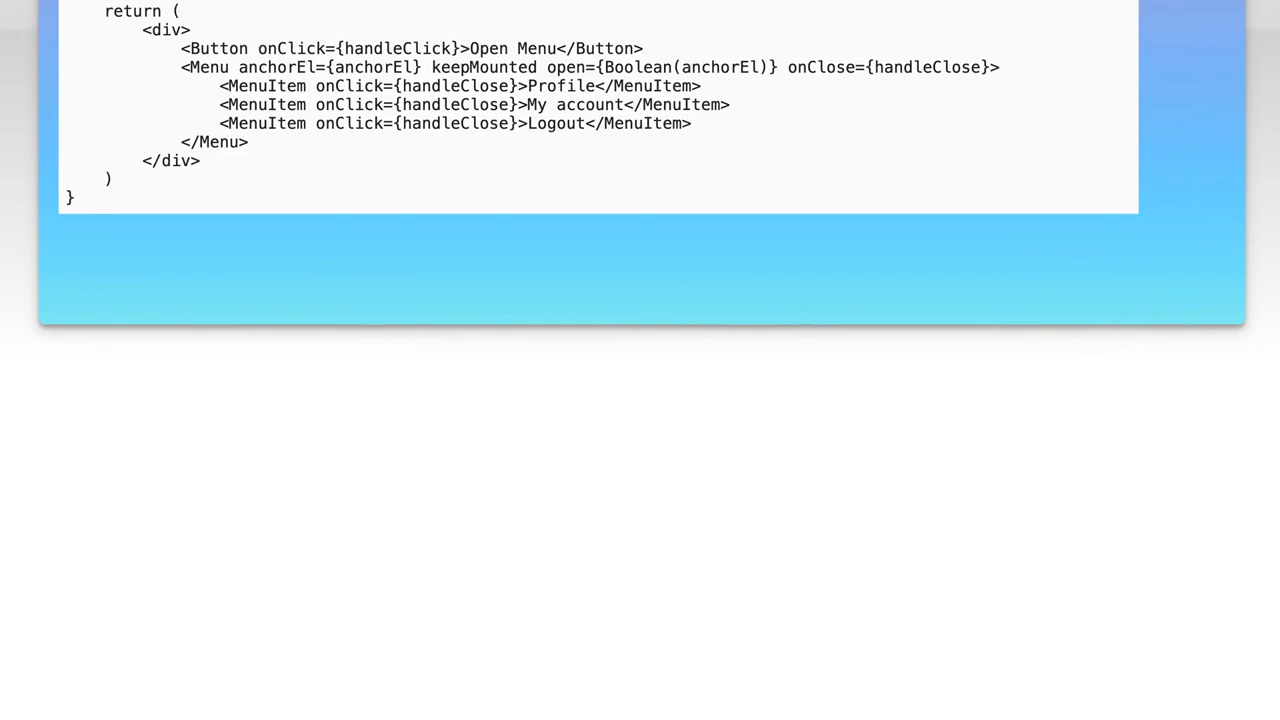 return (
<div>
<Button onClick={handleClick}>Open Menu</Button>
<Menu anchorEl={anchorEl} keepMounted open={Boolean(anchorEl)} onClose={handleClose}>
<MenuItem onClick={handleClose}>Profile</MenuItem>
<MenuItem onClick={handleClose}>My account</MenuItem>
<MenuItem onClick={handleClose}>Logout</MenuItem>
</Menu>
</div>
)
}